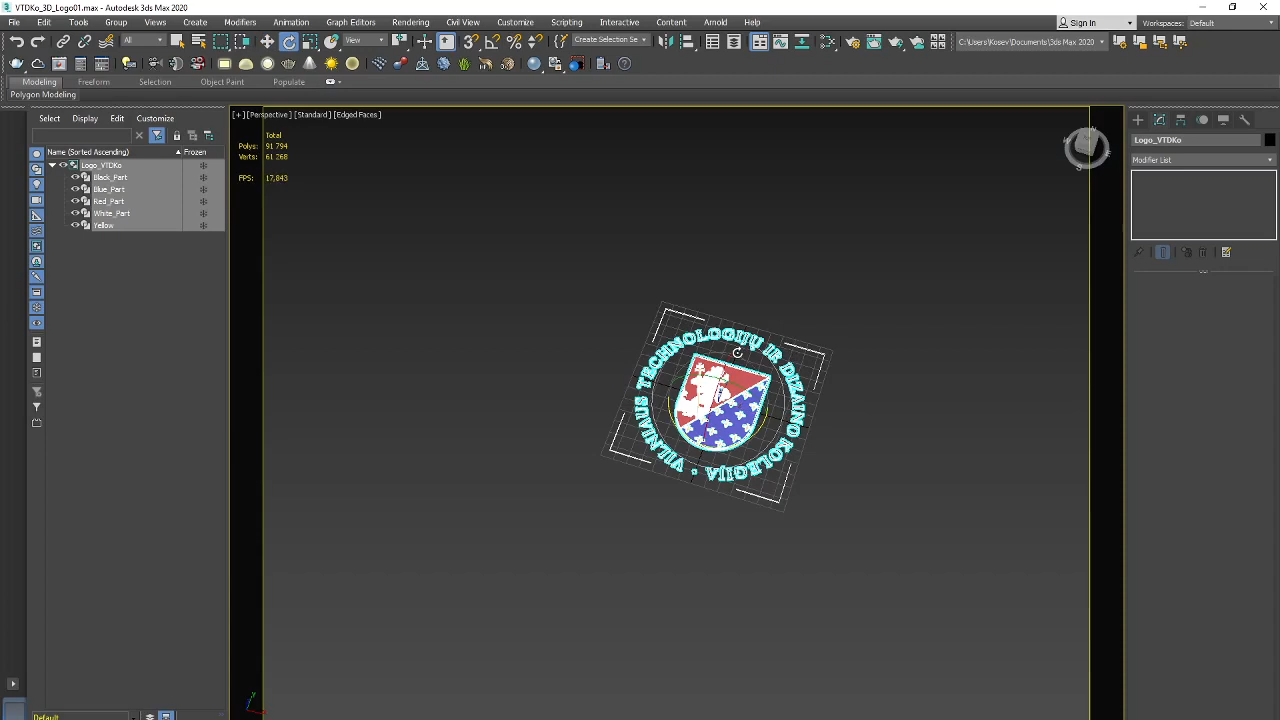 VTDKo_3D_Logo01.max - Autodesk 3ds Max 2020
File Edit Tools Group Views Create Modifiers Animation Graph Editors Rendering Civil View Customize Scripting Interactive Content Arnold Help
Sign In Workspaces: Default
All View Create Selection Se C:\Users\Kosev\Documents\3ds Max 2020
Modeling Freeform Selection Object Paint Populate
Polygon Modeling
Select Display Edit Customize
[+] [Perspective] [Standard] [Edged Faces]
Name (Sorted Ascending) Frozen
Logo_VTDKo
Black_Part
Blue_Part
Red_Part
White_Part
Yellow
Total
Polys: 91 794
Verts: 61 268
FPS: 17,843
VILNIAUS TECHNOLOGIJŲ IR DIZAINO KOLEGIJA
Logo_VTDKo
Modifier List
Default